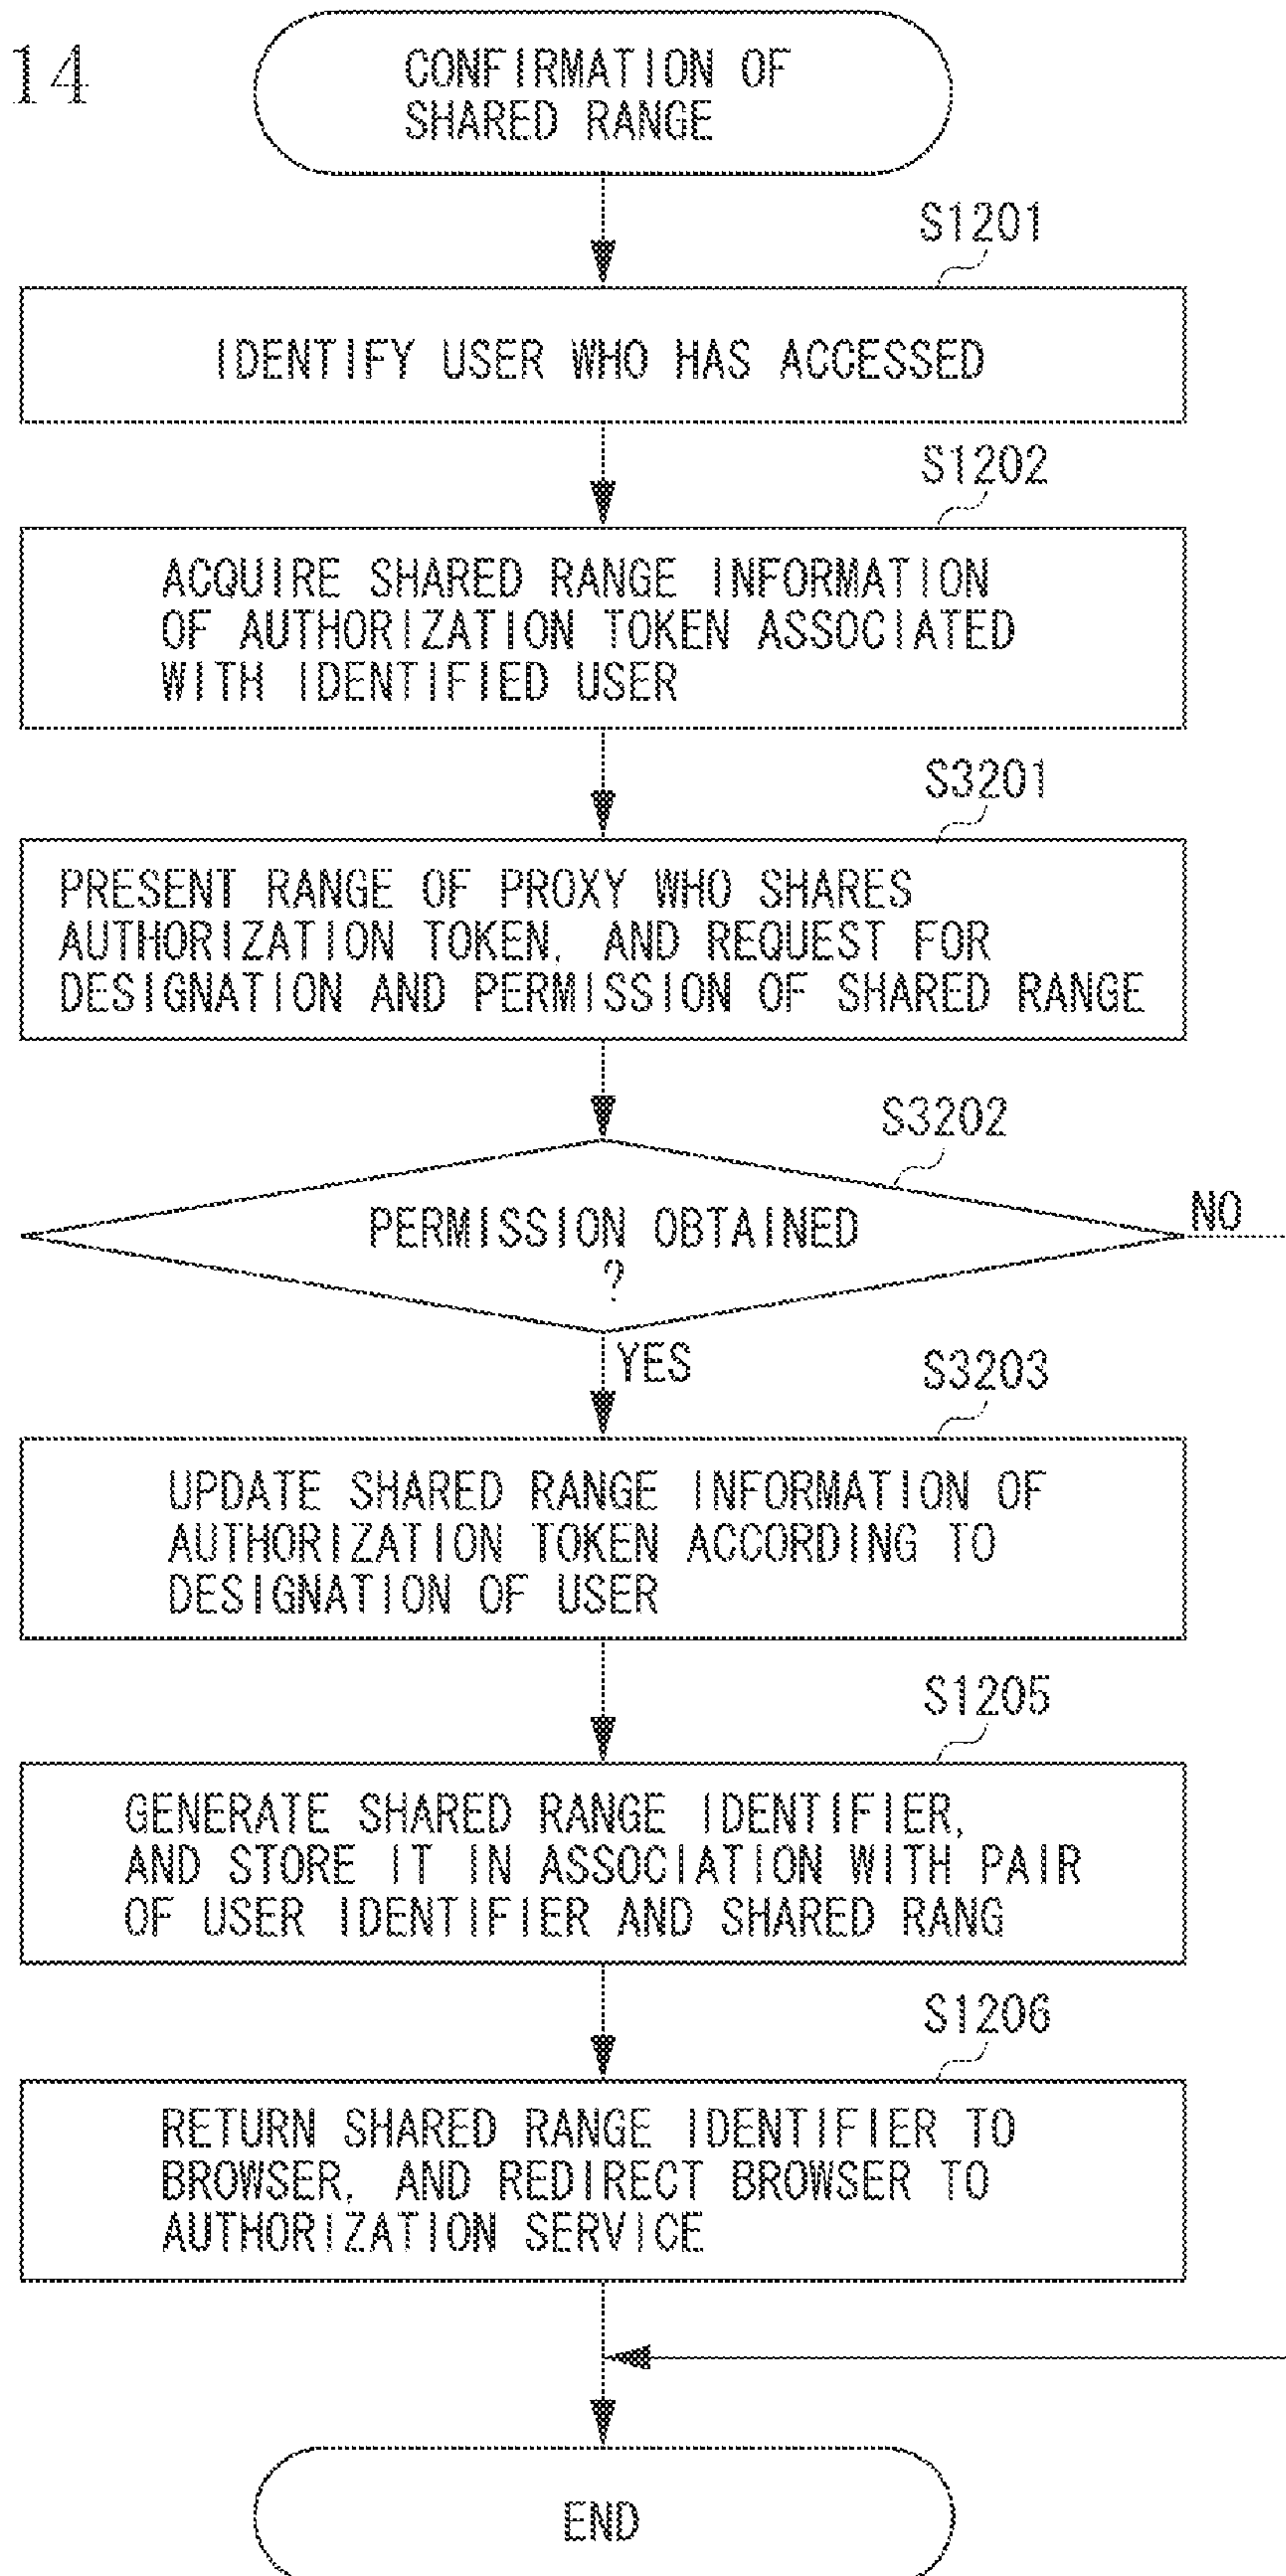 14
CONFIRMATION OF
SHARED RANGE
S1201
IDENTIFY USER WHO HAS ACCESSED
S1202
ACQUIRE SHARED RANGE INFORMATION
OF AUTHORIZATION TOKEN ASSOCIATED
WITH IDENTIFIED USER
S3201
PRESENT RANGE OF PROXY WHO SHARES
AUTHORIZATION TOKEN, AND REQUEST FOR
DESIGNATION AND PERMISSION OF SHARED RANGE
S3202
PERMISSION OBTAINED
?
NO
YES
S3203
UPDATE SHARED RANGE INFORMATION OF
AUTHORIZATION TOKEN ACCORDING TO
DESIGNATION OF USER
S1205
GENERATE SHARED RANGE IDENTIFIER,
AND STORE IT IN ASSOCIATION WITH PAIR
OF USER IDENTIFIER AND SHARED RANG
S1206
RETURN SHARED RANGE IDENTIFIER TO
BROWSER, AND REDIRECT BROWSER TO
AUTHORIZATION SERVICE
END